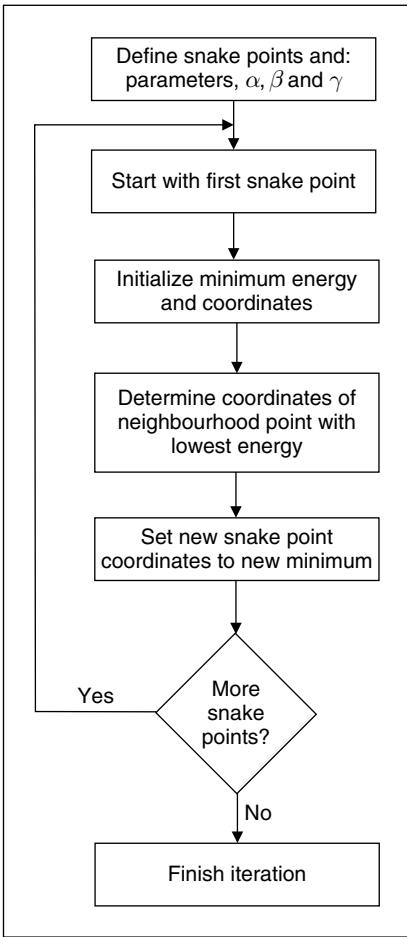 Define snake points and:
parameters, α, β and γ
Start with first snake point
Initialize minimum energy
and coordinates
Determine coordinates of
neighbourhood point with
lowest energy
Set new snake point
coordinates to new minimum
Yes
More
snake
points?
No
Finish iteration